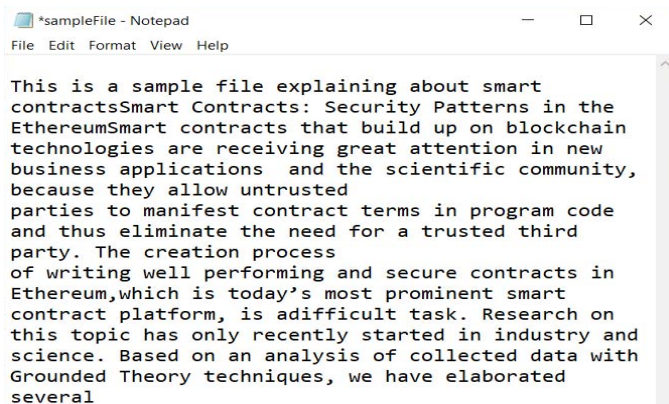 *sampleFile - Notepad
File Edit Format View Help
This is a sample file explaining about smart
contractsSmart Contracts: Security Patterns in the
EthereumSmart contracts that build up on blockchain
technologies are receiving great attention in new
business applications  and the scientific community,
because they allow untrusted
parties to manifest contract terms in program code
and thus eliminate the need for a trusted third
party. The creation process
of writing well performing and secure contracts in
Ethereum,which is today’s most prominent smart
contract platform, is adifficult task. Research on
this topic has only recently started in industry and
science. Based on an analysis of collected data with
Grounded Theory techniques, we have elaborated
several